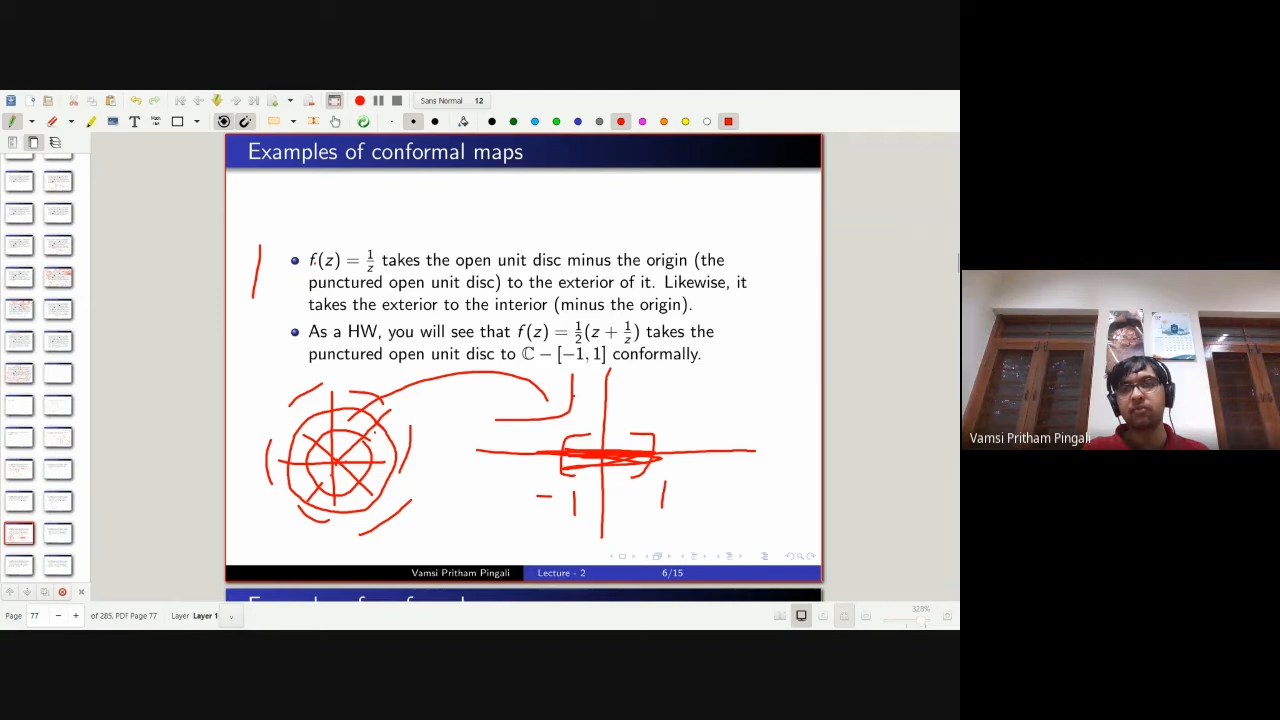 Sans Normal 12
Examples of conformal maps
f(z) = 1/z takes the open unit disc minus the origin (the
punctured open unit disc) to the exterior of it. Likewise, it
takes the exterior to the interior (minus the origin).
As a HW, you will see that f(z) = 1/2(z + 1/z) takes the
punctured open unit disc to ℂ − [−1, 1] conformally.
-1 1
Vamsi Pritham Pingali Lecture - 2 6/15
Vamsi Pritham Pingali
Page 77 of 285, PDF Page 77 Layer Layer 1 328%